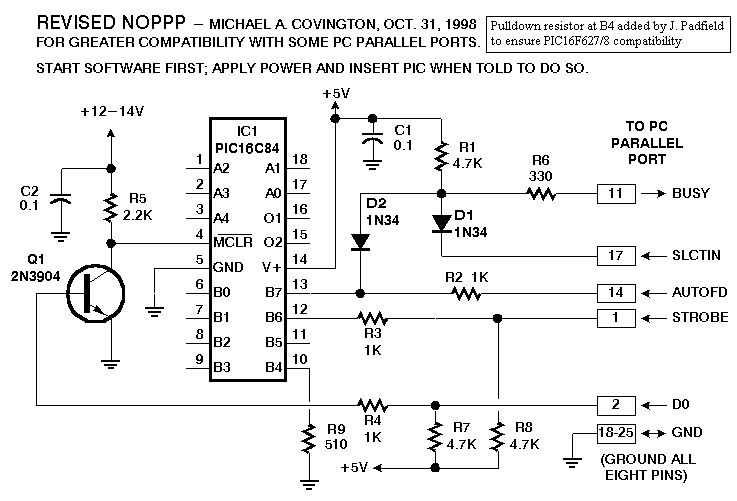 REVISED NOPPP – MICHAEL A. COVINGTON, OCT. 31, 1998
FOR GREATER COMPATIBILITY WITH SOME PC PARALLEL PORTS.
Pulldown resistor at B4 added by J. Padfield
to ensure PIC16F627/8 compatibility
START SOFTWARE FIRST; APPLY POWER AND INSERT PIC WHEN TOLD TO DO SO.
+5V
+12–14V
IC1
PIC16C84
C1
0.1
R1
4.7K
TO PC
PARALLEL
PORT
R6
330
11
BUSY
C2
0.1
R5
2.2K
1 A2
2 A3
3 A4
4 MCLR
5 GND
6 B0
7 B1
8 B2
9 B3
A1 18
A0 17
O1 16
O2 15
V+ 14
B7 13
B6 12
B5 11
B4 10
D2
1N34
D1
1N34
17
SLCTIN
Q1
2N3904
R2 1K
14
AUTOFD
1
STROBE
R3
1K
2
D0
R4
1K
R9
510
R7
4.7K
R8
4.7K
18-25
GND
+5V
(GROUND ALL
EIGHT PINS)